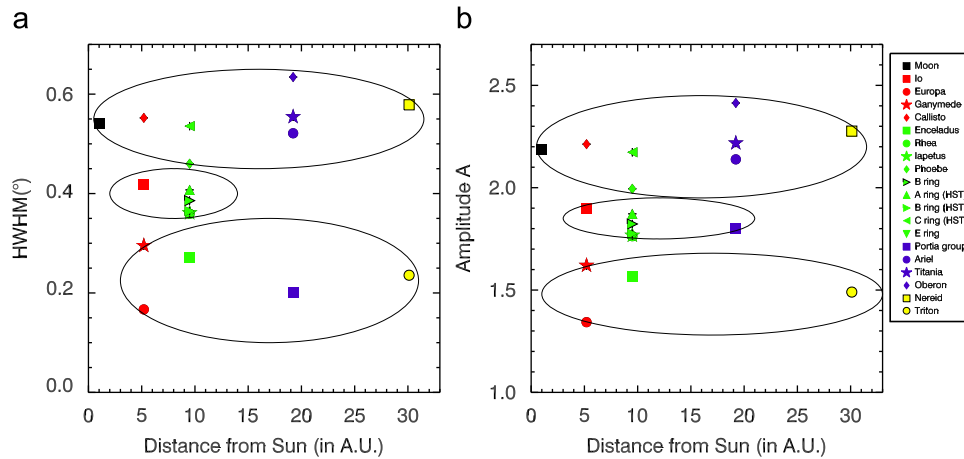 a
b
0.6
0.4
0.2
0.0
HWHM(°)
0 5 10 15 20 25 30
Distance from Sun (in A.U.)
2.5
2.0
1.5
1.0
Amplitude A
0 5 10 15 20 25 30
Distance from Sun (in A.U.)
Moon
Io
Europa
Ganymede
Callisto
Enceladus
Rhea
Iapetus
Phoebe
B ring
A ring (HST
B ring (HST
C ring (HST
E ring
Portia group
Ariel
Titania
Oberon
Nereid
Triton